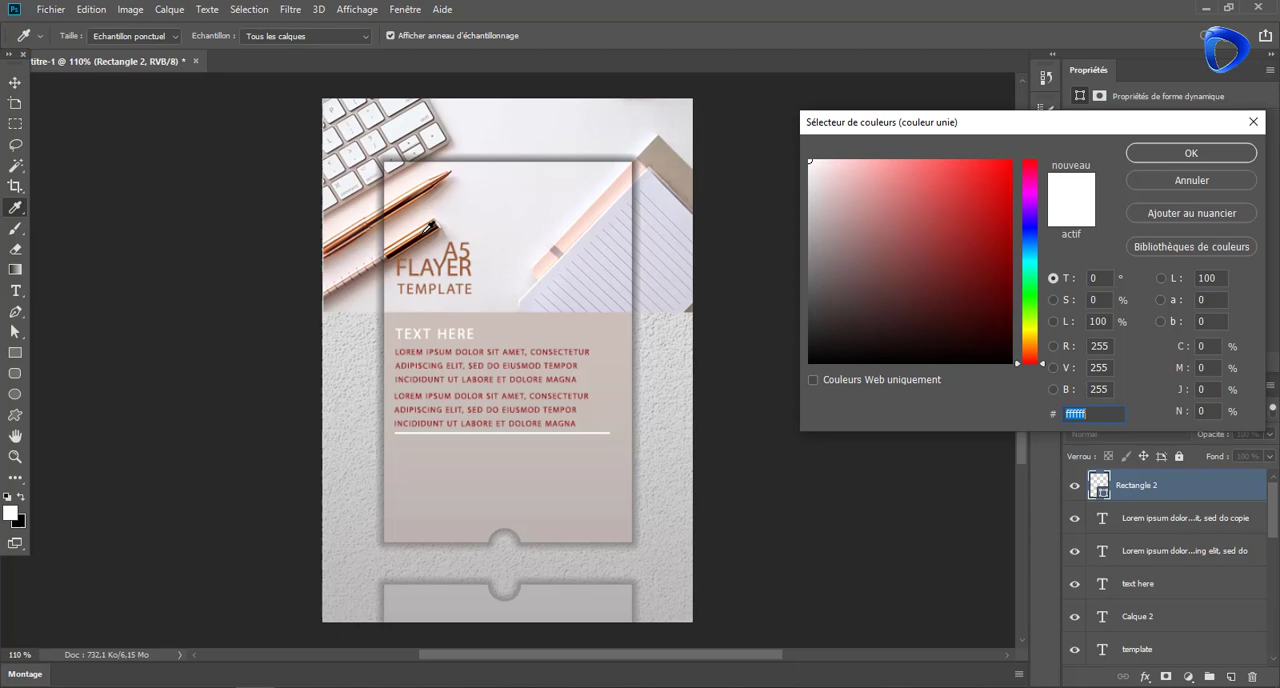 Fichier Edition Image Calque Texte Sélection Filtre 3D Affichage Fenêtre Aide
Taille : Echantillon ponctuel Echantillon : Tous les calques Afficher anneau d'échantillonnage
titre-1 @ 110% (Rectangle 2, RVB/8) *
Propriétés
Propriétés de forme dynamique
Sélecteur de couleurs (couleur unie)
nouveau
actif
OK
Annuler
Ajouter au nuancier
Bibliothèques de couleurs
T : 0 ° L : 100
S : 0 % a : 0
L : 100 % b : 0
R : 255 C : 0 %
V : 255 M : 0 %
B : 255 J : 0 %
# ffffff N : 0 %
Couleurs Web uniquement
A5
FLAYER
TEMPLATE
TEXT HERE
LOREM IPSUM DOLOR SIT AMET, CONSECTETUR
ADIPISCING ELIT, SED DO EIUSMOD TEMPOR
INCIDIDUNT UT LABORE ET DOLORE MAGNA
LOREM IPSUM DOLOR SIT AMET, CONSECTETUR
ADIPISCING ELIT, SED DO EIUSMOD TEMPOR
INCIDIDUNT UT LABORE ET DOLORE MAGNA
Normal Opacité : 100 %
Verrou : Fond : 100 %
Rectangle 2
Lorem ipsum dolor...it, sed do copie
Lorem ipsum dolor...ing elit, sed do
text here
Calque 2
template
110 % Doc : 732,1 Ko/6,15 Mo
Montage